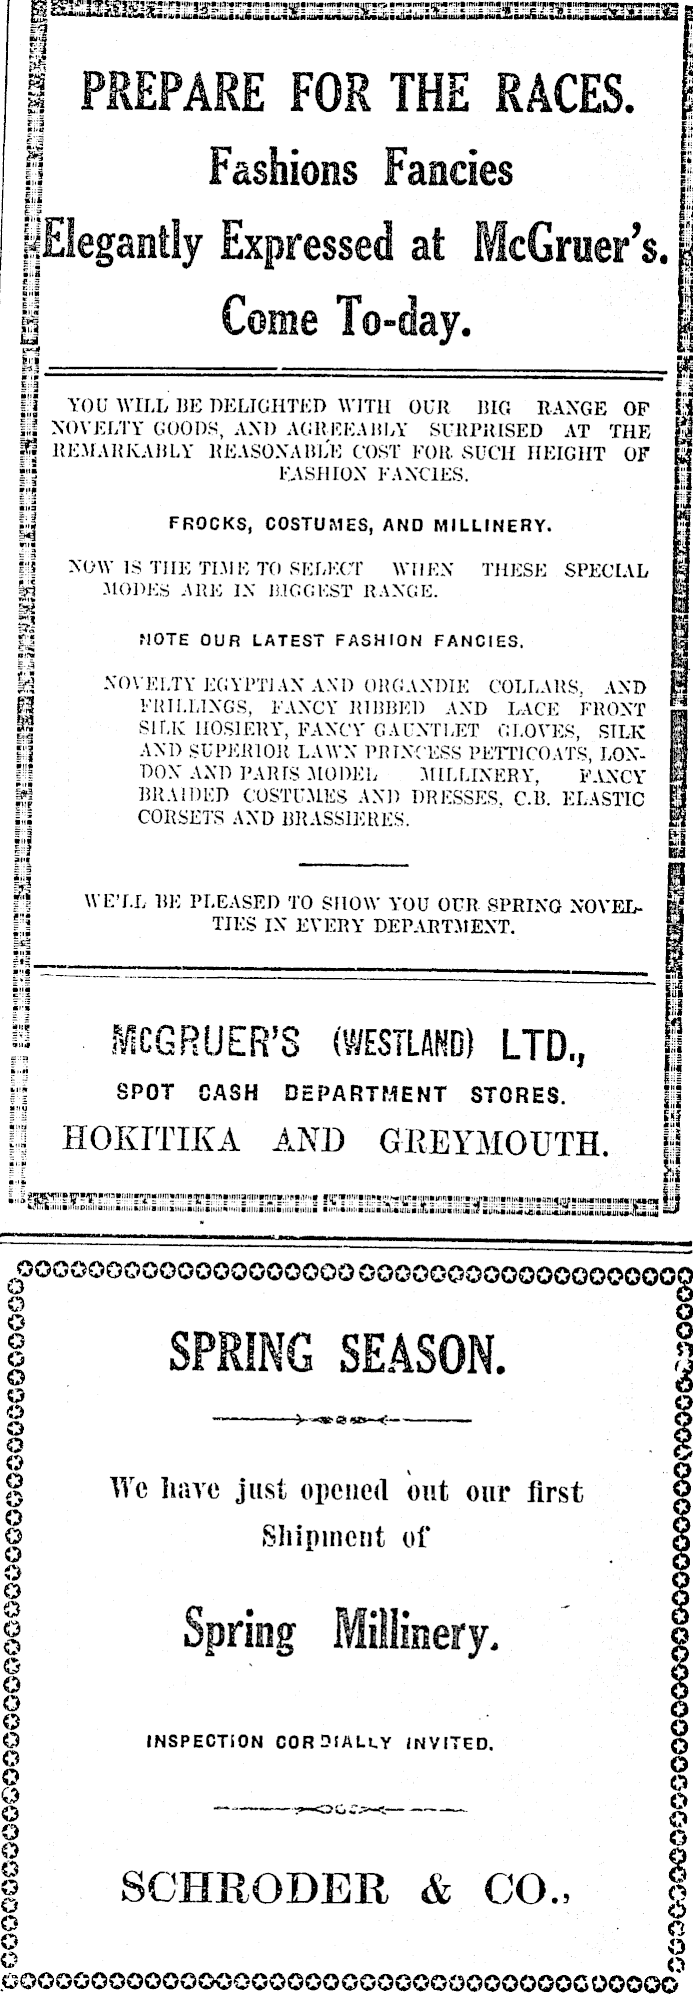 PREPARE FOR THE RACES.
Fashions Fancies
Elegantly Expressed at McGruer's.
Come To-day.
YOU WILL BE DELIGHTED WITH OUR BIG RANGE OF
NOVELTY GOODS, AND AGREEABLY SURPRISED AT THE
REMARKABLY REASONABLE COST FOR SUCH HEIGHT OF
FASHION FANCIES.
FROCKS, COSTUMES, AND MILLINERY.
NOW IS THE TIME TO SELECT WHEN THESE SPECIAL
MODES ARE IN BIGGEST RANGE.
NOTE OUR LATEST FASHION FANCIES.
NOVELTY EGYPTIAN AND ORGANDIE COLLARS, AND
FRILLINGS, FANCY RIBBED AND LACE FRONT
SILK HOSIERY, FANCY GAUNTLET GLOVES, SILK
AND SUPERIOR LAWN PRINCESS PETTICOATS, LON-
DON AND PARIS MODEL MILLINERY, FANCY
BRAIDED COSTUMES AND DRESSES, C.B. ELASTIC
CORSETS AND BRASSIERES.
WE'LL BE PLEASED TO SHOW YOU OUR SPRING NOVEL-
TIES IN EVERY DEPARTMENT.
McGRUER'S (WESTLAND) LTD.,
SPOT CASH DEPARTMENT STORES.
HOKITIKA AND GREYMOUTH.
SPRING SEASON.
We have just opened out our first
Shipment of
Spring Millinery.
INSPECTION CORDIALLY INVITED.
SCHRODER & CO.,